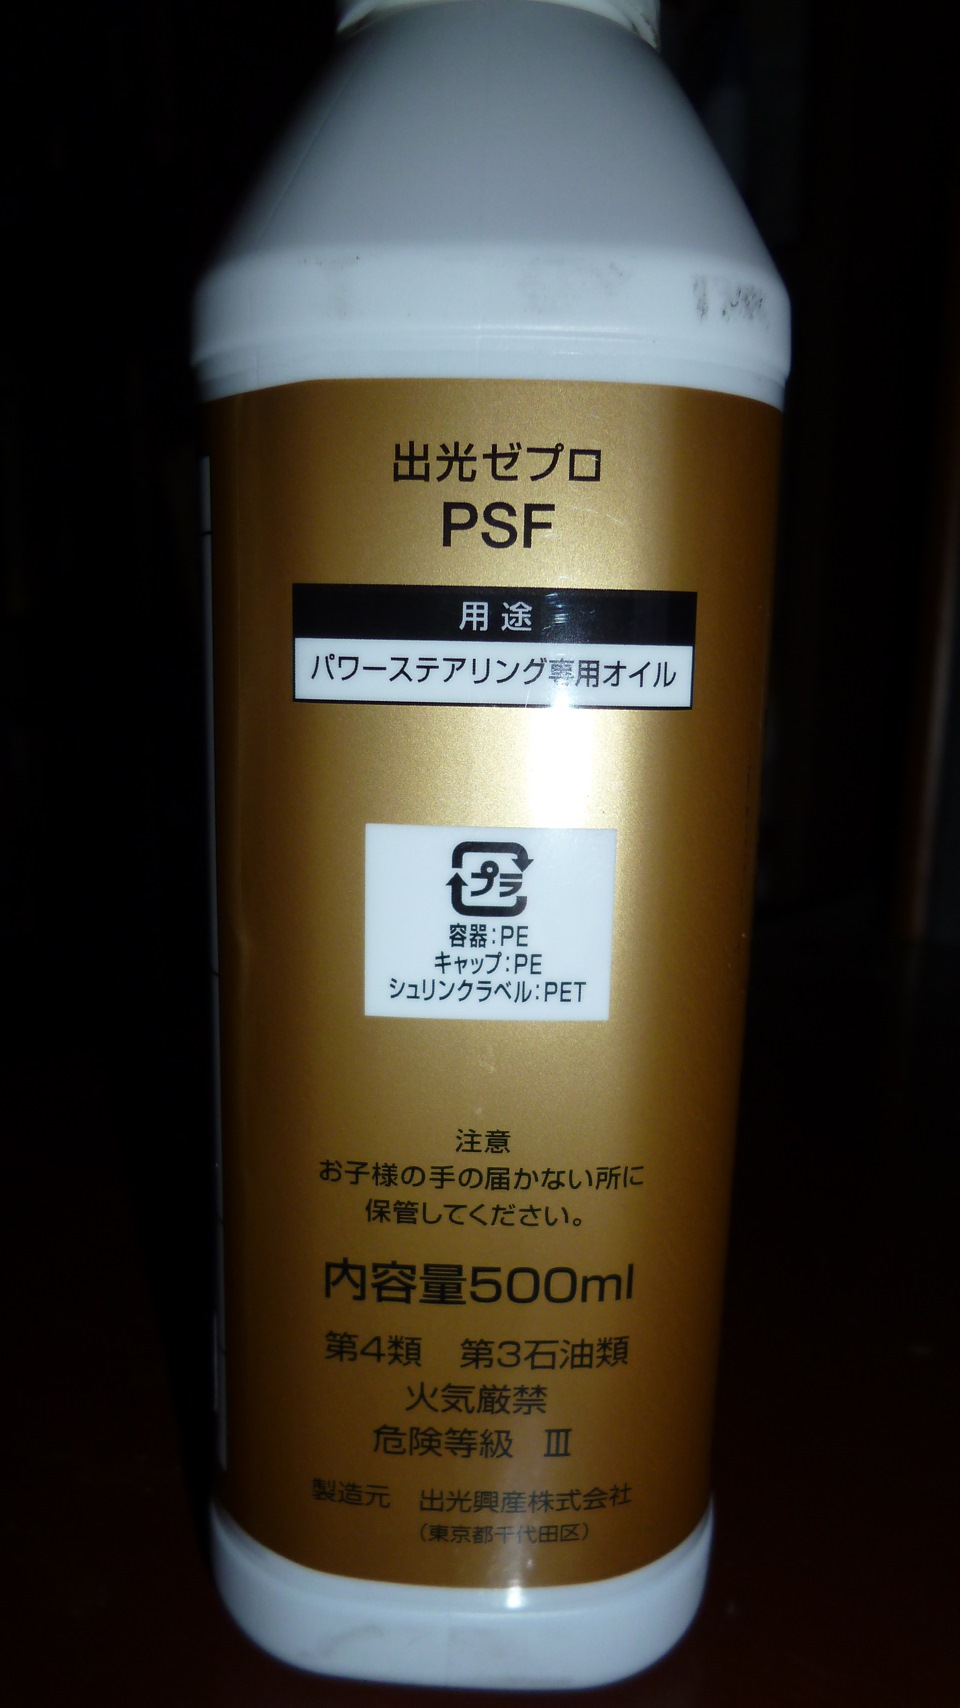 出光ゼプロ
PSF
用途
パワーステアリング専用オイル
プラ
容器:PE
キャップ:PE
シュリンクラベル:PET
注意
お子様の手の届かない所に
保管してください。
内容量500ml
第4類　第3石油類
火気厳禁
危険等級　Ⅲ
製造元　出光興産株式会社
（東京都千代田区）